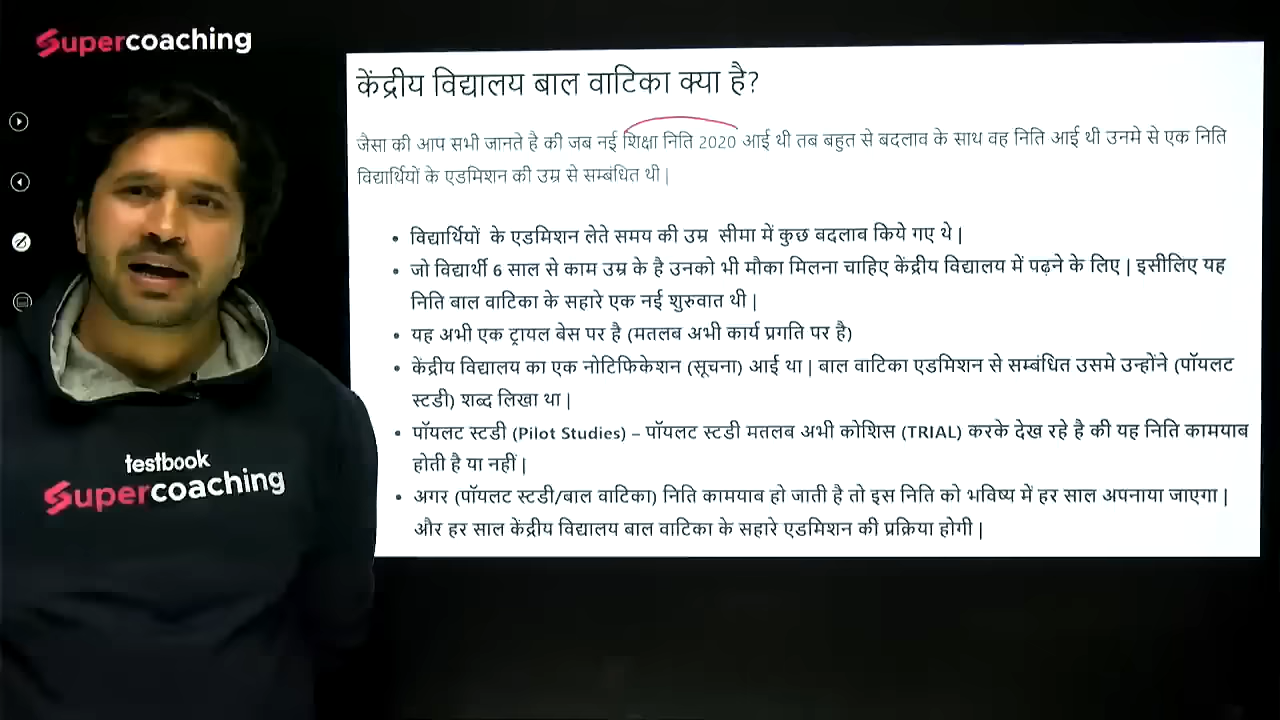 Supercoaching
केंद्रीय विद्यालय बाल वाटिका क्या है?
जैसा की आप सभी जानते है की जब नई शिक्षा निति 2020 आई थी तब बहुत से बदलाव के साथ वह निति आई थी उनमे से एक निति
विद्यार्थियों के एडमिशन की उम्र से सम्बंधित थी |
• विद्यार्थियों के एडमिशन लेते समय की उम्र सीमा में कुछ बदलाब किये गए थे |
• जो विद्यार्थी 6 साल से काम उम्र के है उनको भी मौका मिलना चाहिए केंद्रीय विद्यालय में पढ़ने के लिए | इसीलिए यह
निति बाल वाटिका के सहारे एक नई शुरुवात थी |
• यह अभी एक ट्रायल बेस पर है (मतलब अभी कार्य प्रगति पर है)
• केंद्रीय विद्यालय का एक नोटिफिकेशन (सूचना) आई था | बाल वाटिका एडमिशन से सम्बंधित उसमे उन्होंने (पॉयलट
स्टडी) शब्द लिखा था |
• पॉयलट स्टडी (Pilot Studies) – पॉयलट स्टडी मतलब अभी कोशिस (TRIAL) करके देख रहे है की यह निति कामयाब
होती है या नहीं |
• अगर (पॉयलट स्टडी/बाल वाटिका) निति कामयाब हो जाती है तो इस निति को भविष्य में हर साल अपनाया जाएगा |
और हर साल केंद्रीय विद्यालय बाल वाटिका के सहारे एडमिशन की प्रक्रिया होगी |
testbook
Supercoaching